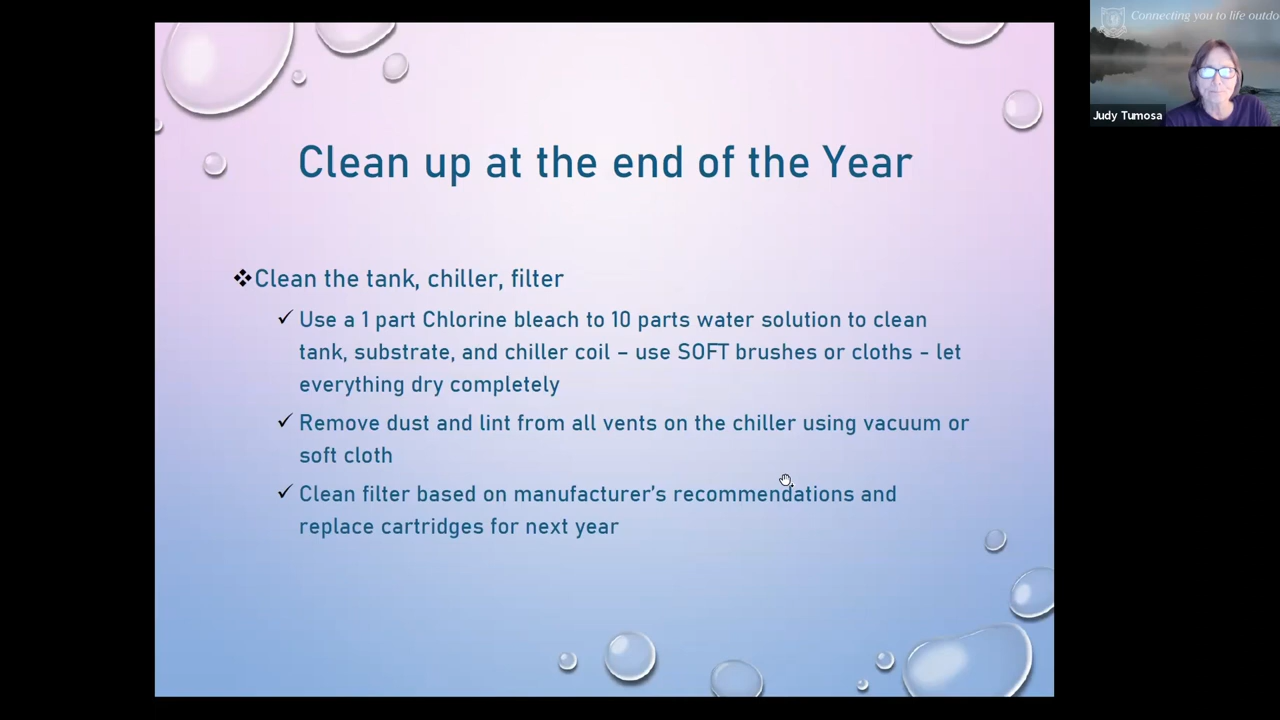 Connecting you to life outdo
Judy Tumosa
Clean up at the end of the Year
❖Clean the tank, chiller, filter
✓ Use a 1 part Chlorine bleach to 10 parts water solution to clean
tank, substrate, and chiller coil – use SOFT brushes or cloths - let
everything dry completely
✓ Remove dust and lint from all vents on the chiller using vacuum or
soft cloth
✓ Clean filter based on manufacturer’s recommendations and
replace cartridges for next year